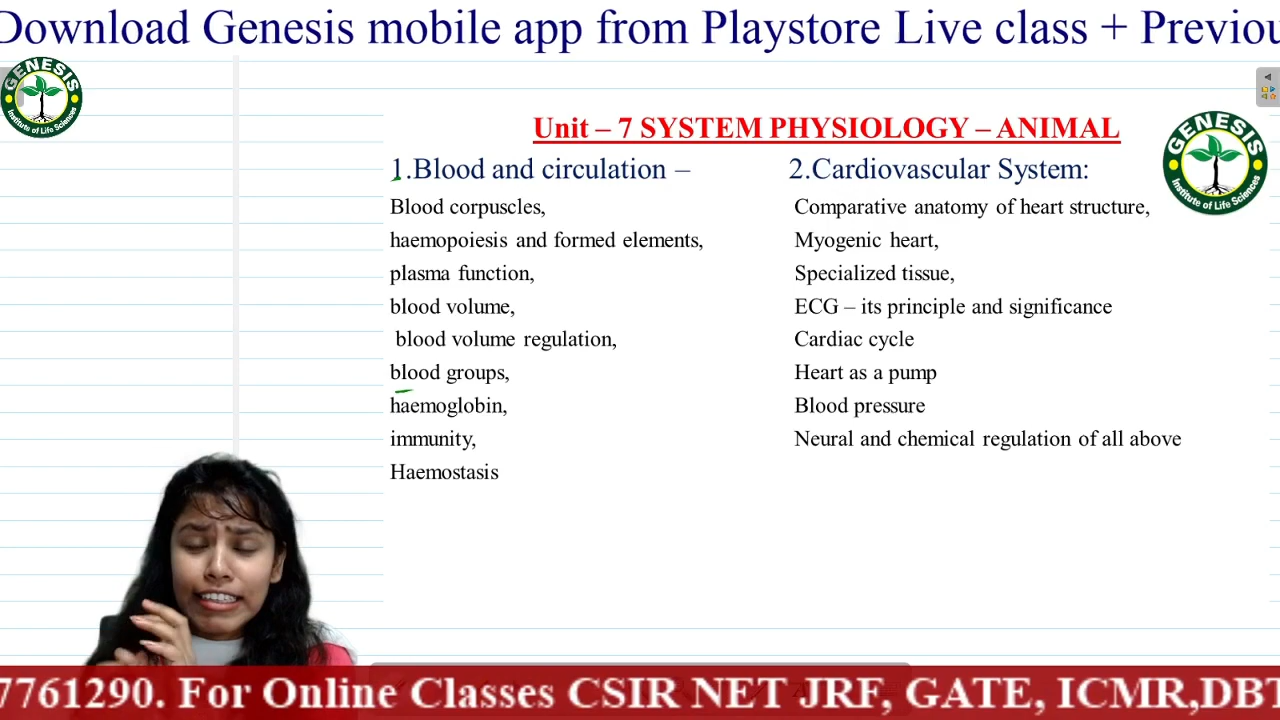 Download Genesis mobile app from Playstore Live class + Previou
GENESIS
Institute of Life Sciences
Unit – 7 SYSTEM PHYSIOLOGY – ANIMAL
GENESIS
Institute of Life Sciences
1.Blood and circulation –
Blood corpuscles,
haemopoiesis and formed elements,
plasma function,
blood volume,
blood volume regulation,
blood groups,
haemoglobin,
immunity,
Haemostasis
2.Cardiovascular System:
Comparative anatomy of heart structure,
Myogenic heart,
Specialized tissue,
ECG – its principle and significance
Cardiac cycle
Heart as a pump
Blood pressure
Neural and chemical regulation of all above
7761290. For Online Classes CSIR NET JRF, GATE, ICMR,DBT